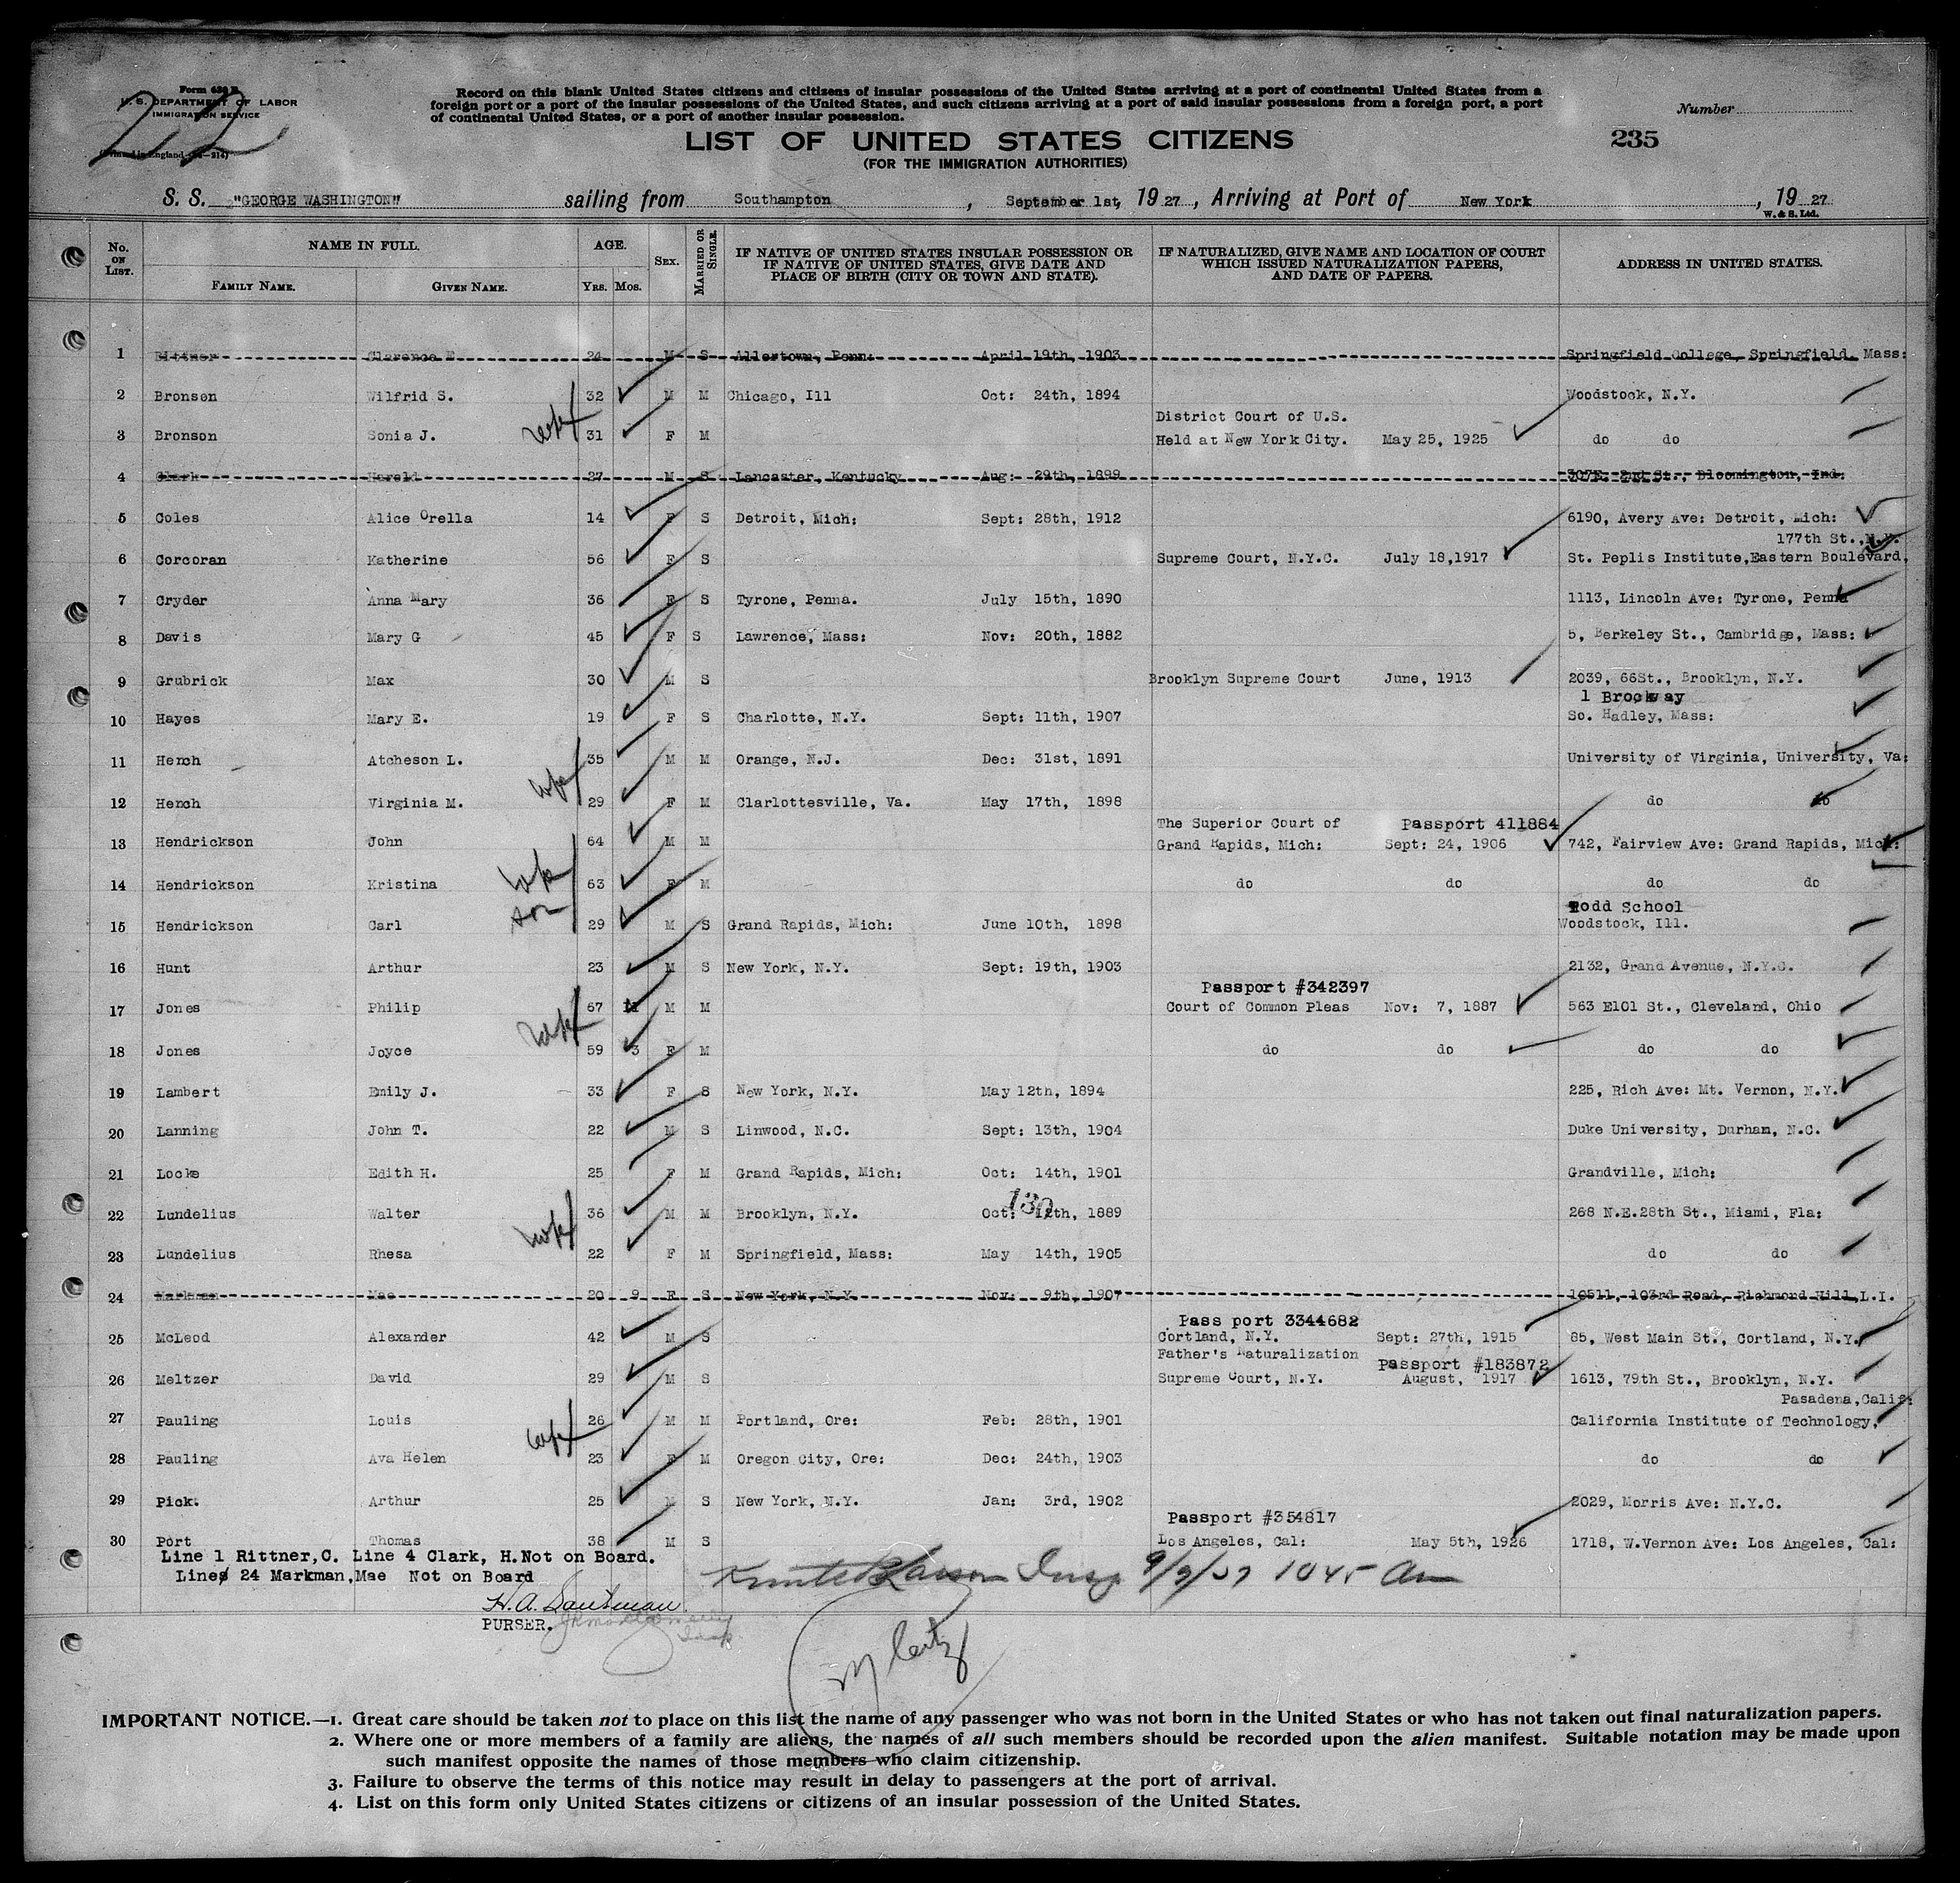 Form 630 B
U. S. DEPARTMENT OF LABOR
IMMIGRATION SERVICE
22
Record on this blank United States citizens and citizens of insular possessions of the United States arriving at a port of continental United States from a
foreign port or a port of the insular possessions of the United States, and such citizens arriving at a port of said insular possessions from a foreign port, a port
of continental United States, or a port of another insular possession.
Number
LIST OF UNITED STATES CITIZENS
235
(FOR THE IMMIGRATION AUTHORITIES)
S. S. "GEORGE WASHINGTON" sailing from Southampton, September 1st, 1927, Arriving at Port of New York, 1927
W. & S. Ltd.
No. ON LIST. NAME IN FULL. FAMILY NAME. GIVEN NAME. AGE. YRS. MOS. SEX. MARRIED OR SINGLE. IF NATIVE OF UNITED STATES INSULAR POSSESSION OR IF NATIVE OF UNITED STATES, GIVE DATE AND PLACE OF BIRTH (CITY OR TOWN AND STATE). IF NATURALIZED, GIVE NAME AND LOCATION OF COURT WHICH ISSUED NATURALIZATION PAPERS, AND DATE OF PAPERS. ADDRESS IN UNITED STATES.
1 Rittner Clarence E 24 M S Allertown, Penn: April 19th, 1903 Springfield College, Springfield, Mass:
2 Bronson Wilfrid S. 32 M M Chicago, Ill Oct: 24th, 1894 Woodstock, N.Y.
District Court of U.S.
3 Bronson Sonia J. wife 31 F M Held at New York City. May 25, 1925 do do
4 Clark Harold 27 M S Lancaster, Kentucky Aug: 29th, 1899 307E. 2nd St., Bloomington, Ind:
5 Coles Alice Orella 14 F S Detroit, Mich: Sept: 28th, 1912 6190, Avery Ave: Detroit, Mich:
177th St., N.Y.
6 Corcoran Katherine 56 F S Supreme Court, N.Y.C. July 18,1917 St. Peplis Institute,Eastern Boulevard,
7 Cryder Anna Mary 36 F S Tyrone, Penna. July 15th, 1890 1113, Lincoln Ave: Tyrone, Penna
8 Davis Mary G 45 F S Lawrence, Mass: Nov: 20th, 1882 5, Berkeley St., Cambridge, Mass:
9 Grubrick Max 30 M S Brooklyn Supreme Court June, 1913 2039, 66St., Brooklyn, N.Y.
1 Brockway
10 Hayes Mary E. 19 F S Charlotte, N.Y. Sept: 11th, 1907 So. Hadley, Mass:
11 Hench Atcheson L. 35 M M Orange, N.J. Dec: 31st, 1891 University of Virginia, University, Va:
12 Hench Virginia M. wife 29 F M Clarlottesville, Va. May 17th, 1898 do do
The Superior Court of Passport 411884
13 Hendrickson John 64 M M Grand Rapids, Mich: Sept: 24, 1906 742, Fairview Ave: Grand Rapids, Mich:
14 Hendrickson Kristina wife 63 F M do do do do
Todd School
15 Hendrickson Carl son 29 M S Grand Rapids, Mich: June 10th, 1898 Woodstock, Ill.
16 Hunt Arthur 23 M S New York, N.Y. Sept: 19th, 1903 2132, Grand Avenue, N.Y.C.
Passport #342397
17 Jones Philip 67 11 M M Court of Common Pleas Nov: 7, 1887 563 E101 St., Cleveland, Ohio
18 Jones Joyce wife 59 3 F M do do do do
19 Lambert Emily J. 33 F S New York, N.Y. May 12th, 1894 225, Rich Ave: Mt. Vernon, N.Y.
20 Lanning John T. 22 M S Linwood, N.C. Sept: 13th, 1904 Duke University, Durham, N.C.
21 Locke Edith H. 25 F M Grand Rapids, Mich: Oct: 14th, 1901 Grandville, Mich:
130
22 Lundelius Walter 36 M M Brooklyn, N.Y. Oct: 12th, 1889 268 N.E.28th St., Miami, Fla:
23 Lundelius Rhesa wife 22 F M Springfield, Mass: May 14th, 1905 do do
24 Markman Mae 20 9 F S New York, N.Y. Nov: 9th, 1907 10511, 103rd Road, Richmond Hill,L.I.
Pass port 3344682
25 McLeod Alexander 42 M S Cortland, N.Y. Sept: 27th, 1915 85, West Main St., Cortland, N.Y.
Father's Naturalization Passport #183872
26 Meltzer David 29 M S Supreme Court, N.Y. August, 1917 1613, 79th St., Brooklyn, N.Y.
Pasadena,Calif:
27 Pauling Louis 26 M M Portland, Ore: Feb: 28th, 1901 California Institute of Technology,
28 Pauling Ava Helen wife 23 F M Oregon City, Ore: Dec: 24th, 1903 do do
29 Pick. Arthur 25 M S New York, N.Y. Jan: 3rd, 1902 2029, Morris Ave: N.Y.C.
Passport #354817
30 Port Thomas 38 M S Los Angeles, Cal: May 5th, 1926 1718, W.Vernon Ave: Los Angeles, Cal:
Line 1 Rittner,C. Line 4 Clark, H.Not on Board.
Lines 24 Markman,Mae Not on Board
Larson Insp 9/9/27 1045 Am
H. A.
PURSER.
IMPORTANT NOTICE.—1. Great care should be taken not to place on this list the name of any passenger who was not born in the United States or who has not taken out final naturalization papers.
2. Where one or more members of a family are aliens, the names of all such members should be recorded upon the alien manifest. Suitable notation may be made upon
such manifest opposite the names of those members who claim citizenship.
3. Failure to observe the terms of this notice may result in delay to passengers at the port of arrival.
4. List on this form only United States citizens or citizens of an insular possession of the United States.